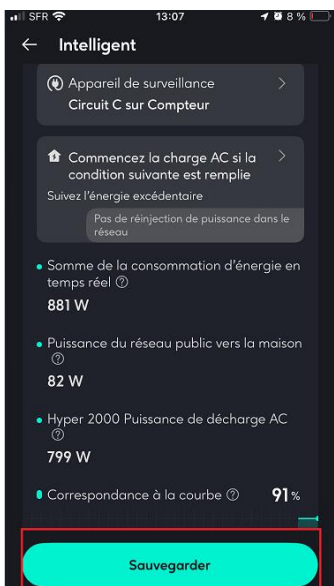 SFR 13:07 8 %
Intelligent
Appareil de surveillance
Circuit C sur Compteur
Commencez la charge AC si la
condition suivante est remplie
Suivez l'énergie excédentaire
Pas de réinjection de puissance dans le
réseau
Somme de la consommation d'énergie en
temps réel ?
881 W
Puissance du réseau public vers la maison
?
82 W
Hyper 2000 Puissance de décharge AC
?
799 W
Correspondance à la courbe ? 91%
Sauvegarder